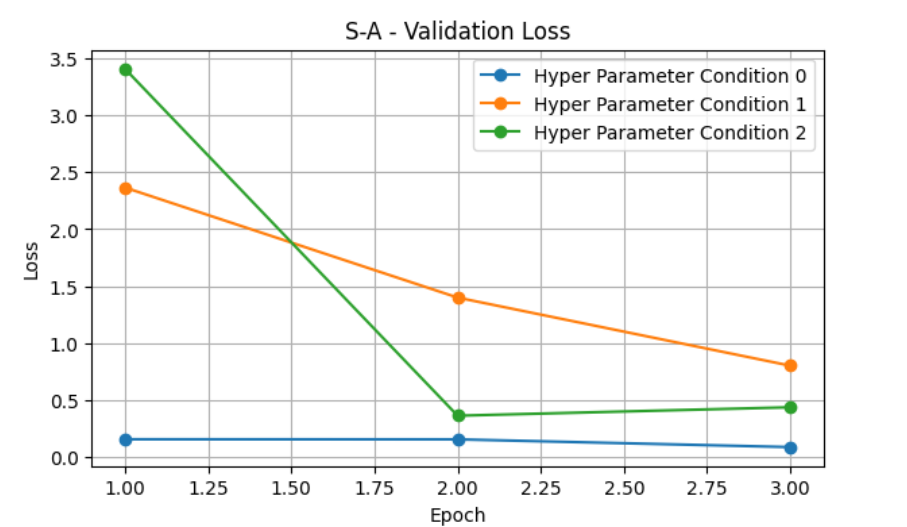 S-A - Validation Loss
Hyper Parameter Condition 0
Hyper Parameter Condition 1
Hyper Parameter Condition 2
3.5
3.0
2.5
2.0
1.5
1.0
0.5
0.0
Loss
1.00 1.25 1.50 1.75 2.00 2.25 2.50 2.75 3.00
Epoch